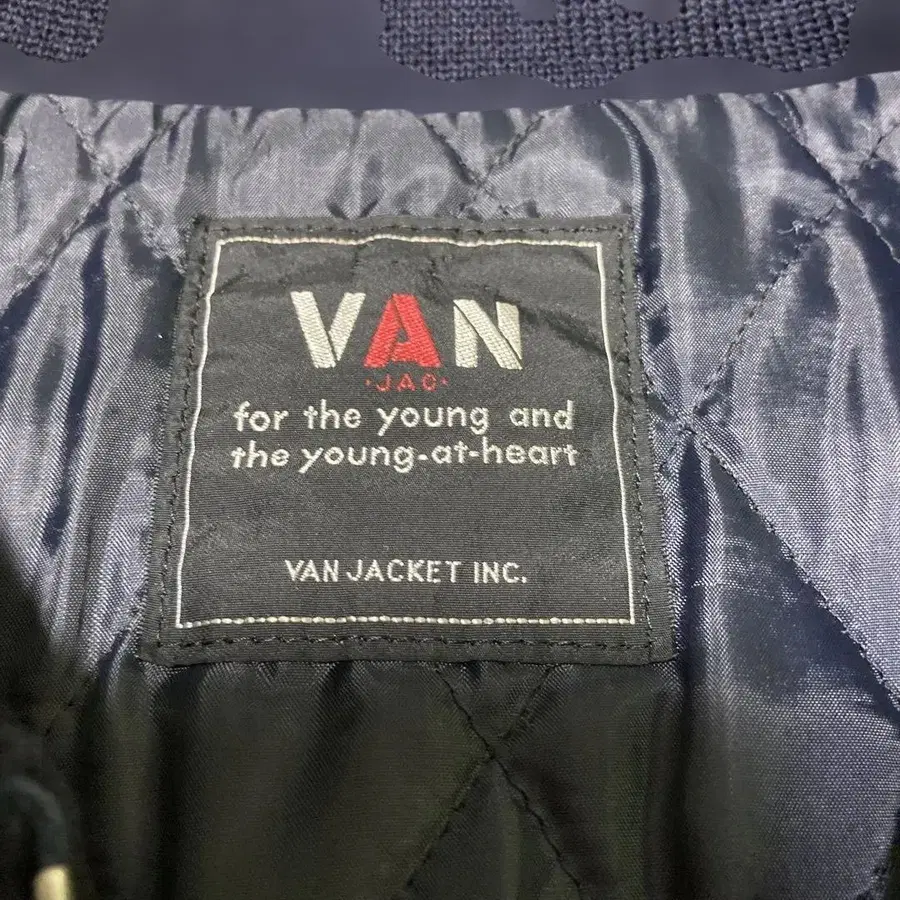 VAN
·JAC·
for the young and
the young-at-heart
VAN JACKET INC.